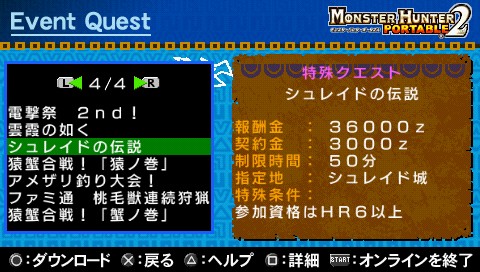 Event Quest
MONSTER HUNTER
PORTABLE 2
L 4/4 R
電撃祭 2nd!
雲霞の如く
シュレイドの伝説
猿蟹合戦!「猿ノ巻」
アメザリ釣り大会!
ファミ通 桃毛獣連続狩猟
猿蟹合戦!「蟹ノ巻」
特殊クエスト
シュレイドの伝説
報酬金 : 36000z
契約金 : 3000z
制限時間: 50分
指定地 : シュレイド城
特殊条件:
参加資格はHR6以上
○:ダウンロード ×:戻る △:ヘルプ □:詳細 START:オンラインを終了